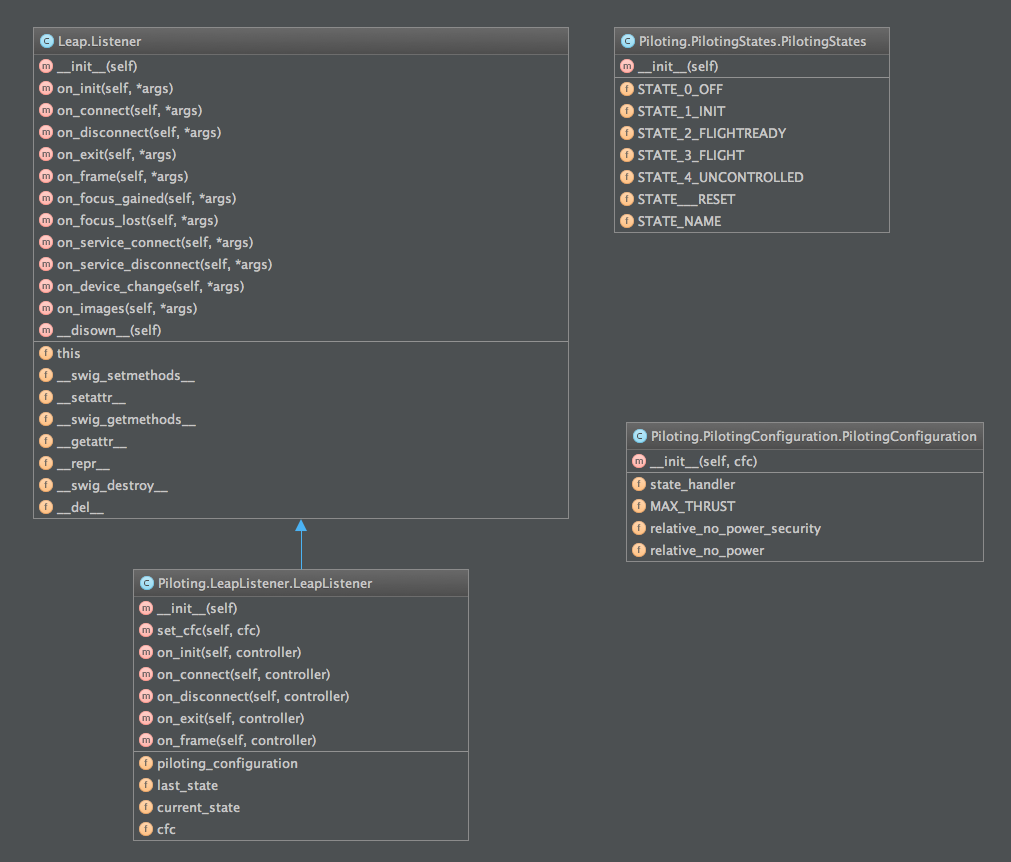 C Leap.Listener
m __init__(self)
m on_init(self, *args)
m on_connect(self, *args)
m on_disconnect(self, *args)
m on_exit(self, *args)
m on_frame(self, *args)
m on_focus_gained(self, *args)
m on_focus_lost(self, *args)
m on_service_connect(self, *args)
m on_service_disconnect(self, *args)
m on_device_change(self, *args)
m on_images(self, *args)
m __disown__(self)
f this
f __swig_setmethods__
f __setattr__
f __swig_getmethods__
f __getattr__
f __repr__
f __swig_destroy__
f __del__
C Piloting.PilotingStates.PilotingStates
m __init__(self)
f STATE_0_OFF
f STATE_1_INIT
f STATE_2_FLIGHTREADY
f STATE_3_FLIGHT
f STATE_4_UNCONTROLLED
f STATE___RESET
f STATE_NAME
C Piloting.PilotingConfiguration.PilotingConfiguration
m __init__(self, cfc)
f state_handler
f MAX_THRUST
f relative_no_power_security
f relative_no_power
C Piloting.LeapListener.LeapListener
m __init__(self)
m set_cfc(self, cfc)
m on_init(self, controller)
m on_connect(self, controller)
m on_disconnect(self, controller)
m on_exit(self, controller)
m on_frame(self, controller)
f piloting_configuration
f last_state
f current_state
f cfc